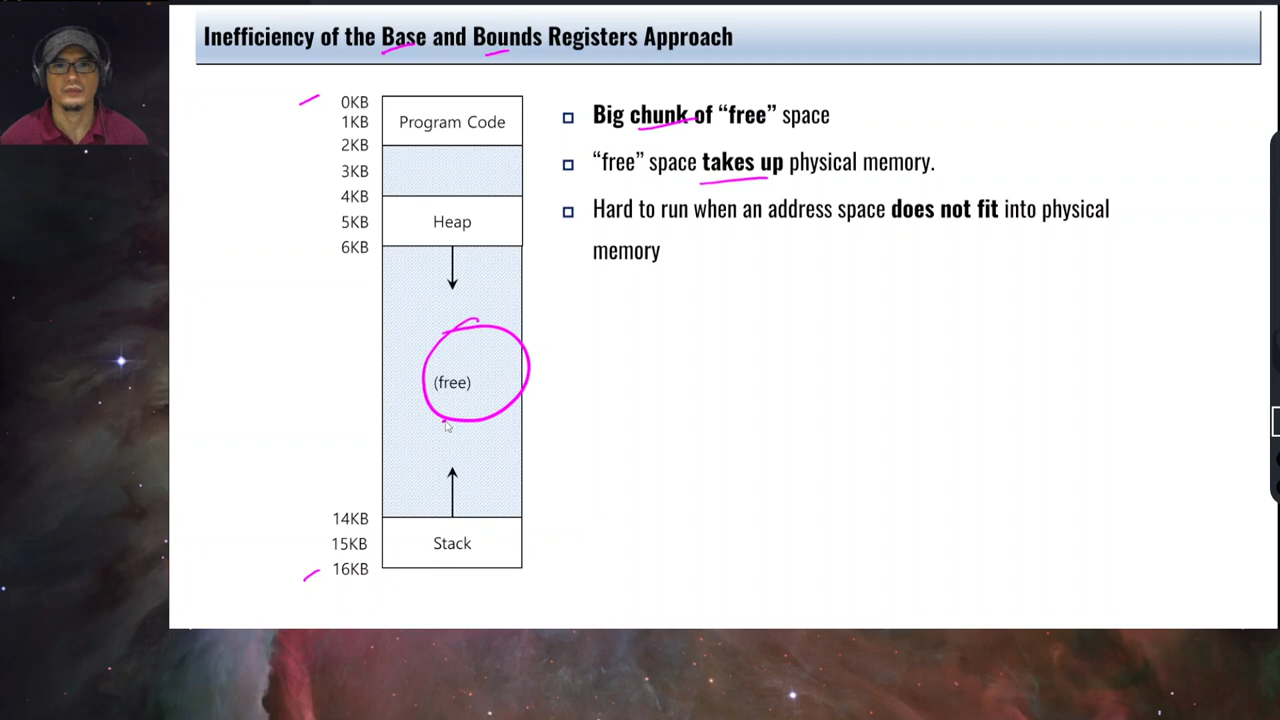 Inefficiency of the Base and Bounds Registers Approach
0KB
1KB
2KB
3KB
4KB
5KB
6KB
14KB
15KB
16KB
Program Code
Heap
(free)
Stack
Big chunk of “free” space
“free” space takes up physical memory.
Hard to run when an address space does not fit into physical
memory